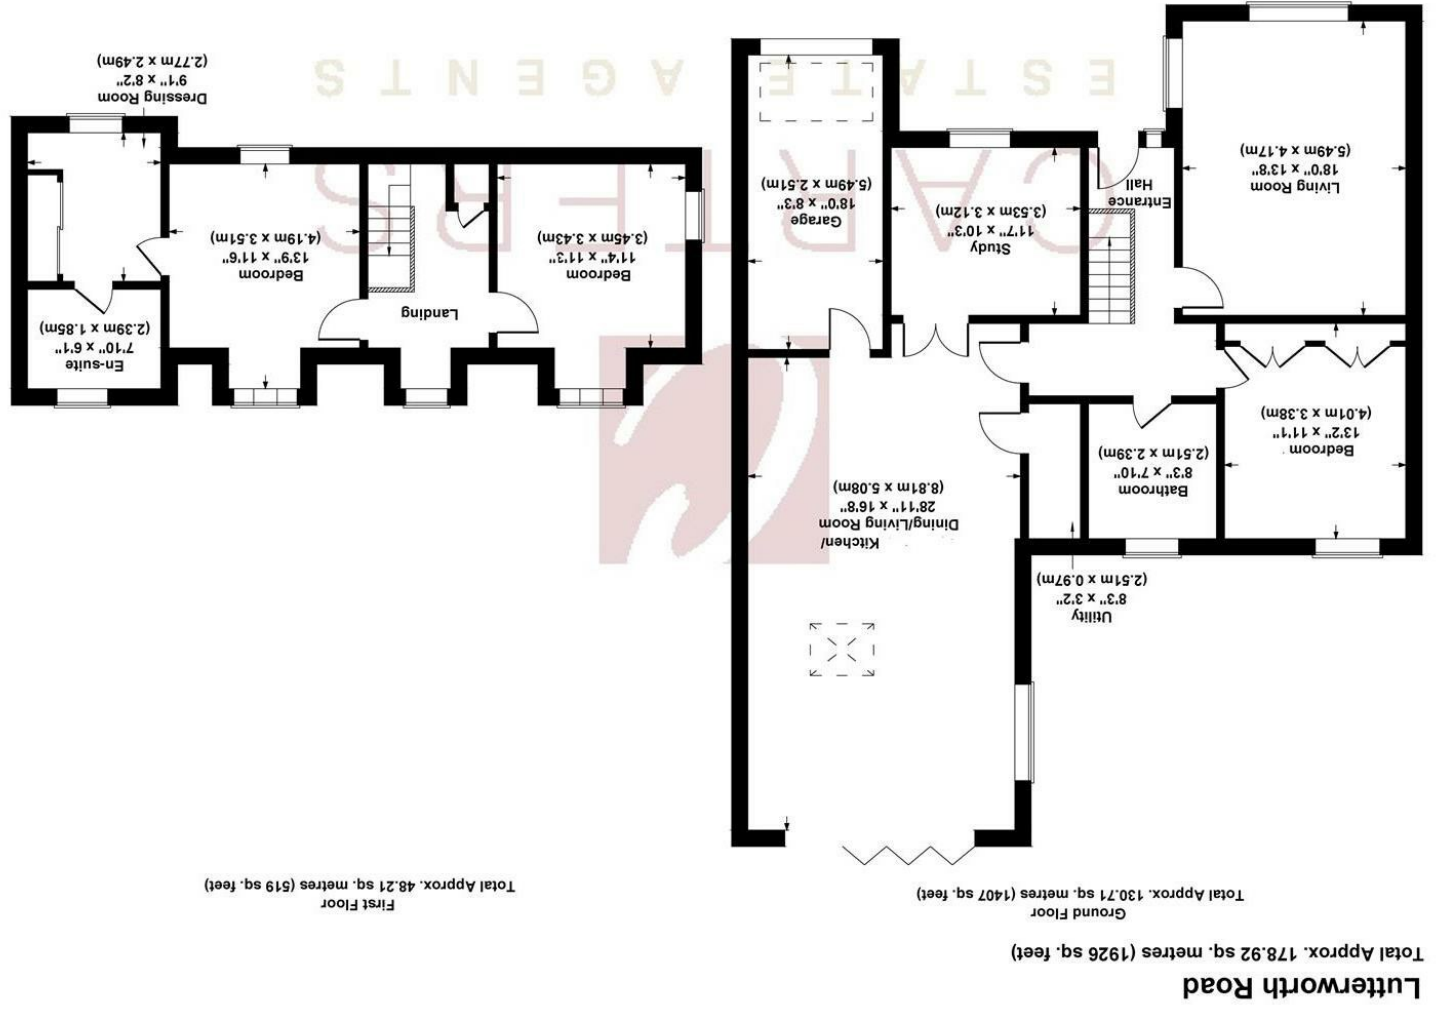 Lutterworth Road
Total Approx. 178.92 sq. metres (1926 sq. feet)
Ground Floor
Total Approx. 130.71 sq. metres (1407 sq. feet)
First Floor
Total Approx. 48.21 sq. metres (519 sq. feet)
Utility
8'3" x 3'2"
(2.51m x 0.97m)
Kitchen/
Dining/Living Room
28'11" x 16'8
(8.81m x 5.08m)
Bedroom
13'2" x 11'1"
(4.01m x 3.38m)
Bathroom
8'3" x 7'10"
(2.51m x 2.39m)
Living Room
18'0" x 13'8
(5.49m x 4.17m)
Entrance
Hall
Study
11'7" x 10'3"
(3.53m x 3.12m)
Garage
18'0" x 8'3"
(5.49m x 2.51m)
Bedroom
11'4" x 11'3"
(3.45m x 3.43m)
Landing
Bedroom
13'9" x 11'6"
(4.19m x 3.51m)
En-suite
7'10" x 6'1"
(2.39m x 1.85m)
Dressing Room
9'1" x 8'2"
(2.77m x 2.49m)
CARTERS
ESTATE AGENTS